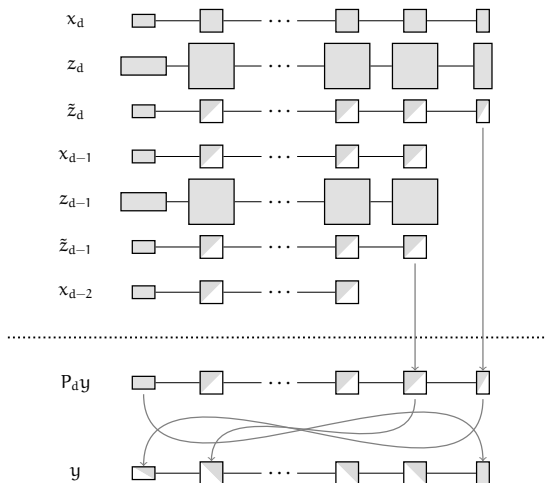 x_d ···
z_d ···
z̃_d ···
x_{d−1} ···
z_{d−1} ···
z̃_{d−1} ···
x_{d−2} ···
P_d y ···
y ···